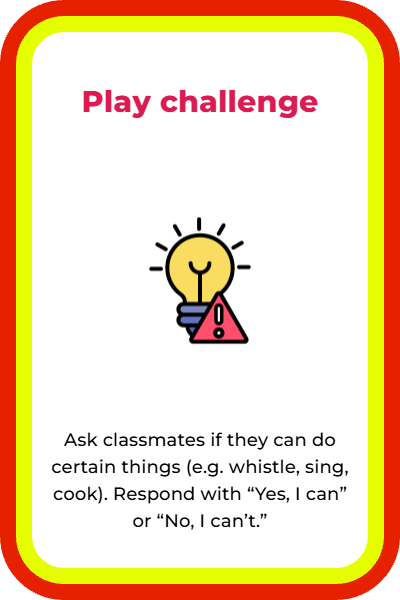 Play challenge
Ask classmates if they can do
certain things (e.g. whistle, sing,
cook). Respond with “Yes, I can”
or “No, I can’t.”